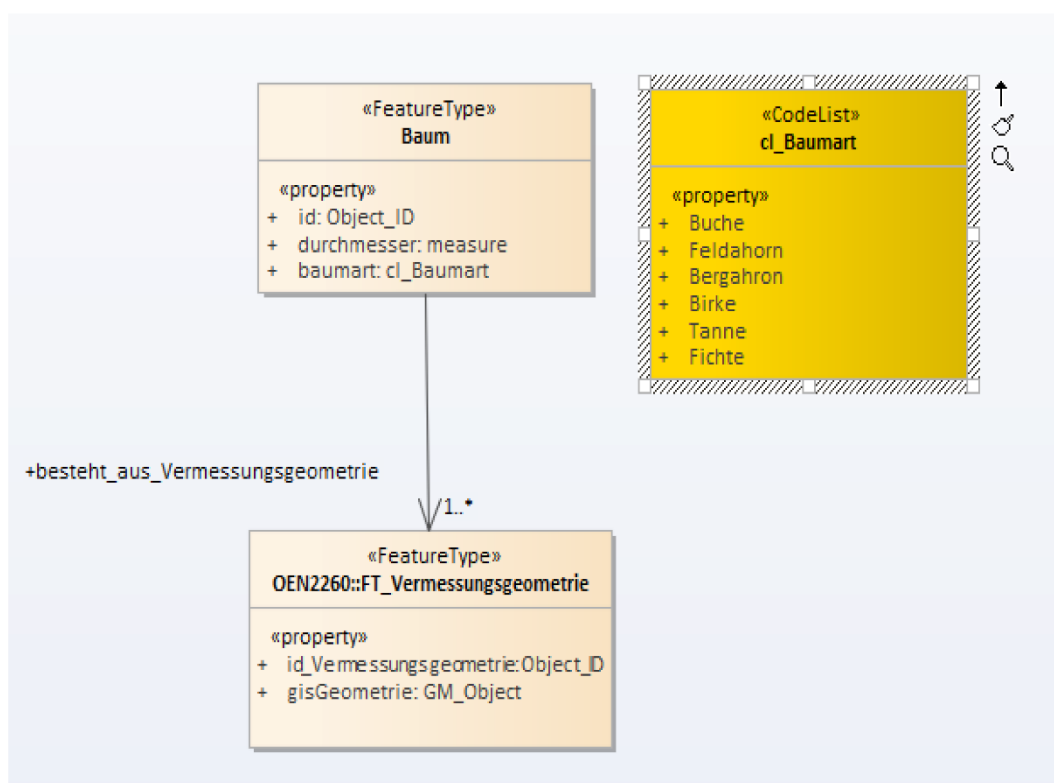 «FeatureType»
Baum
«property»
+ id: Object_ID
+ durchmesser: measure
+ baumart: cl_Baumart
«CodeList»
cl_Baumart
«property»
+ Buche
+ Feldahorn
+ Bergahron
+ Birke
+ Tanne
+ Fichte
+besteht_aus_Vermessungsgeometrie
1..*
«FeatureType»
OEN2260::FT_Vermessungsgeometrie
«property»
+ id_Vermessungsgeometrie:Object_ID
+ gisGeometrie: GM_Object